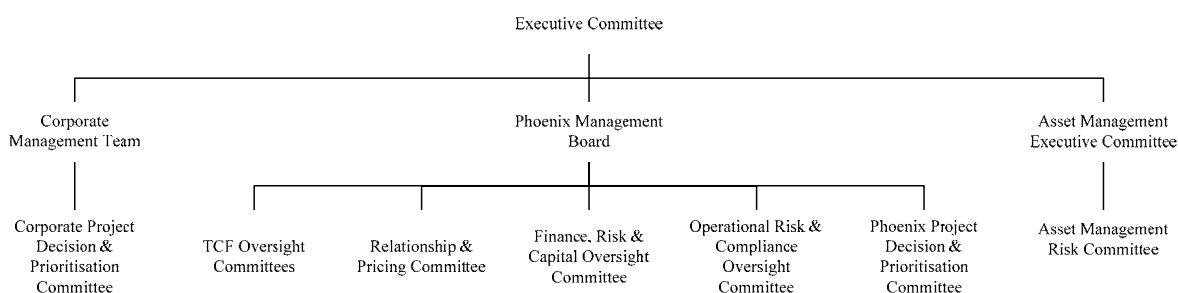 Executive Committee
Corporate
Management Team
Phoenix Management
Board
Asset Management
Executive Committee
Corporate Project
Decision &
Prioritisation
Committee
TCF Oversight
Committees
Relationship &
Pricing Committee
Finance, Risk &
Capital Oversight
Committee
Operational Risk &
Compliance
Oversight
Committee
Phoenix Project
Decision &
Prioritisation
Committee
Asset Management
Risk Committee